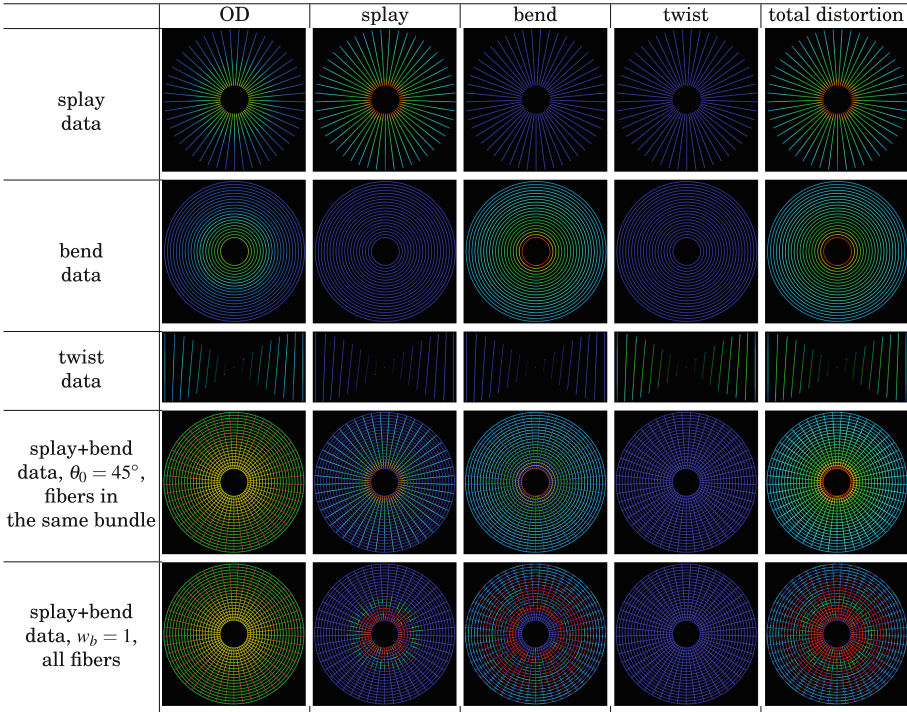 OD splay bend twist total distortion
splay
data
bend
data
twist
data
splay+bend
data, θ₀ = 45°,
fibers in
the same bundle
splay+bend
data, w_b = 1,
all fibers